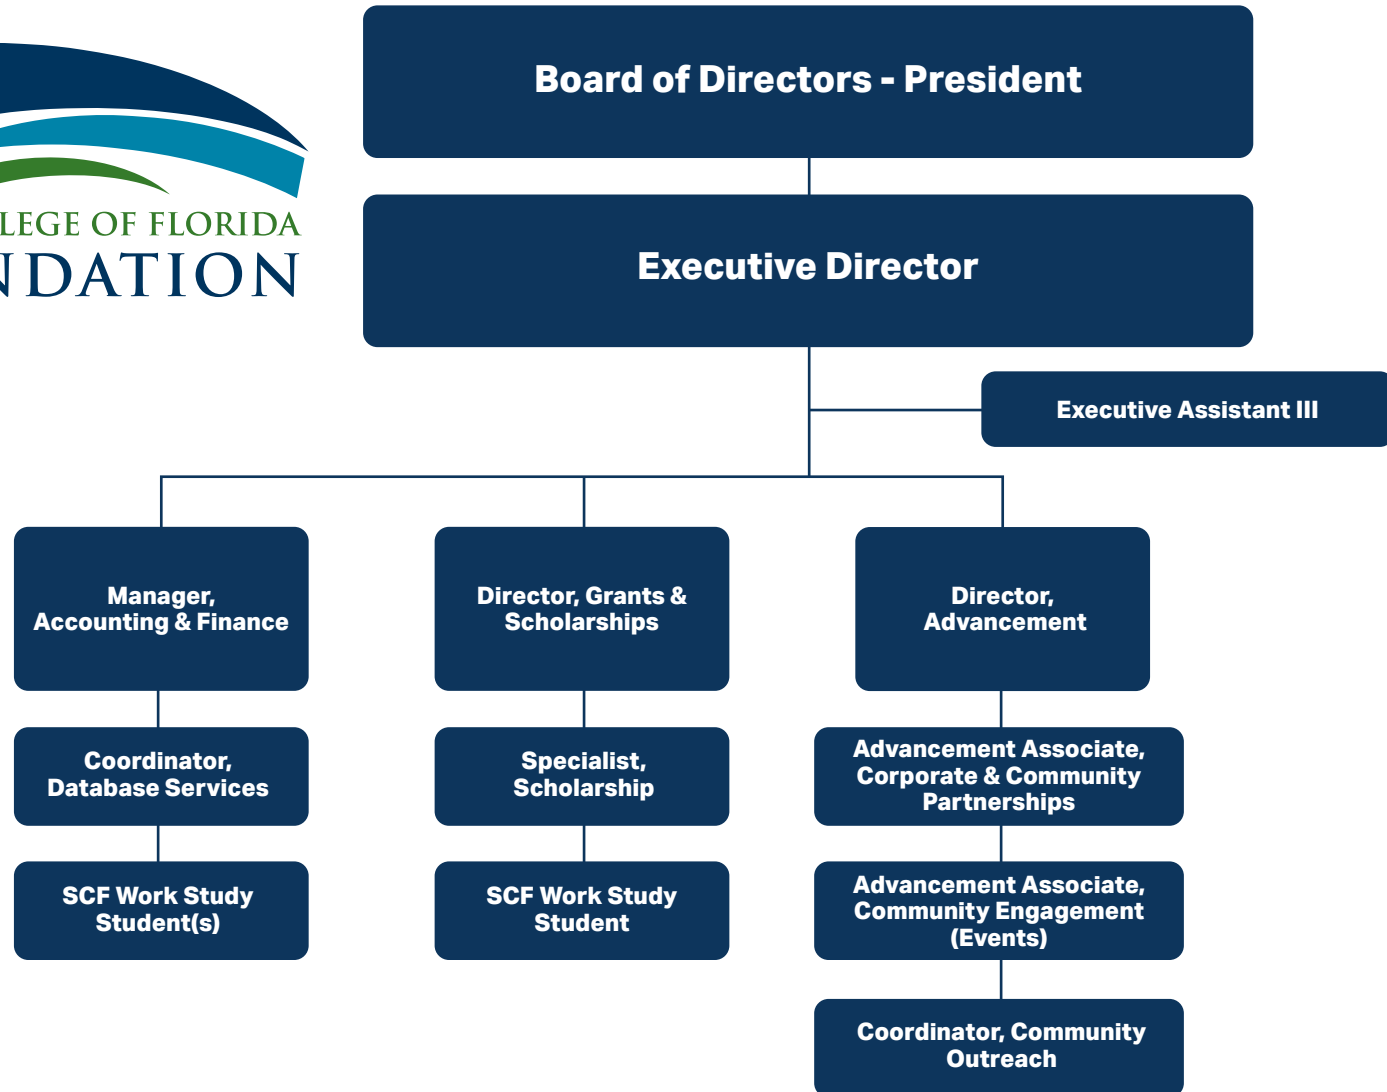 Board of Directors - President
LEGE OF FLORIDA
NDATION
Executive Director
Executive Assistant III
Manager,
Accounting & Finance
Director, Grants &
Scholarships
Director,
Advancement
Coordinator,
Database Services
Specialist,
Scholarship
Advancement Associate,
Corporate & Community
Partnerships
SCF Work Study
Student(s)
SCF Work Study
Student
Advancement Associate,
Community Engagement
(Events)
Coordinator, Community
Outreach